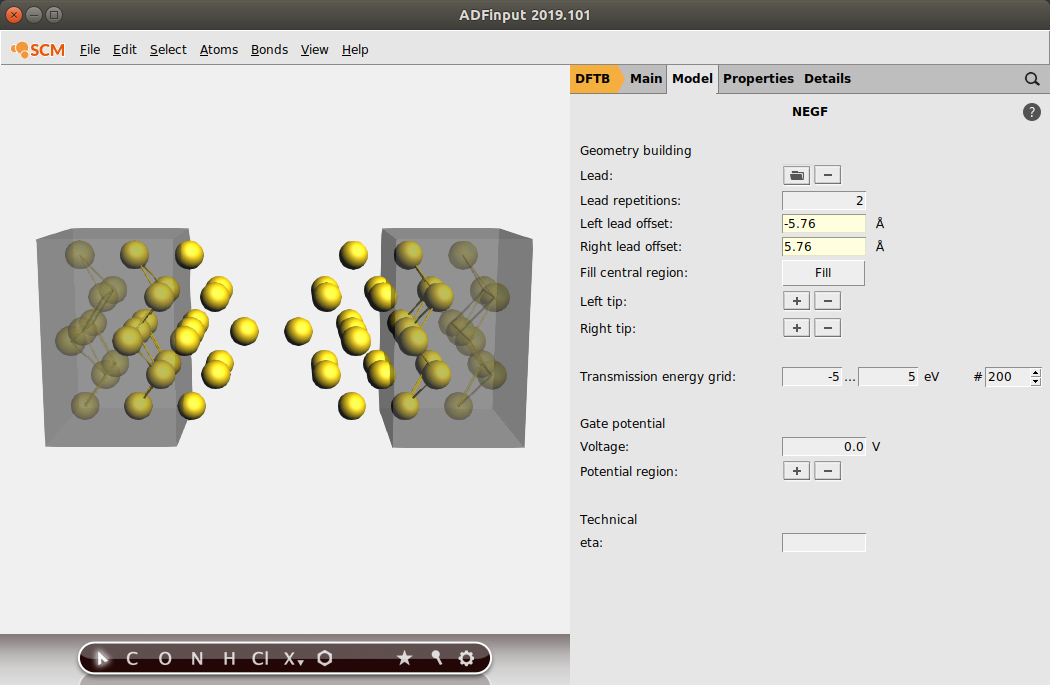 ADFinput 2019.101
SCM File Edit Select Atoms Bonds View Help
DFTB Main Model Properties Details
NEGF ?
Geometry building
Lead: −
Lead repetitions: 2
Left lead offset: -5.76 Å
Right lead offset: 5.76 Å
Fill central region: Fill
Left tip: + −
Right tip: + −
Transmission energy grid: -5 ... 5 eV # 200
Gate potential
Voltage: 0.0 V
Potential region: + −
Technical
eta:
C O N H Cl X